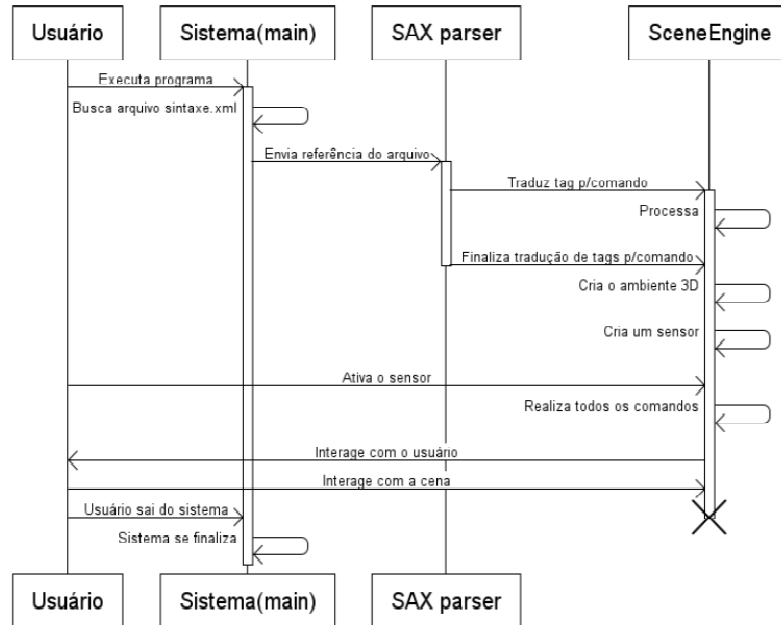 Usuário
Sistema(main)
SAX parser
SceneEngine
Executa programa
Busca arquivo sintaxe.xml
Envia referência do arquivo
Traduz tag p/comando
Processa
Finaliza tradução de tags p/comando
Cria o ambiente 3D
Cria um sensor
Ativa o sensor
Realiza todos os comandos
Interage com o usuário
Interage com a cena
Usuário sai do sistema
Sistema se finaliza
Usuário
Sistema(main)
SAX parser
SceneEngine